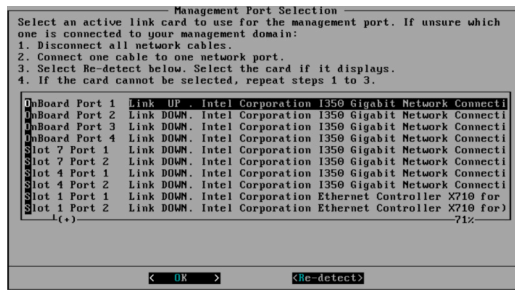 Management Port Selection
Select an active link card to use for the management port. If unsure which
one is connected to your management domain:
1. Disconnect all network cables.
2. Connect one cable to one network port.
3. Select Re-detect below. Select the card if it displays.
4. If the card cannot be selected, repeat steps 1 to 3.
OnBoard Port 1 Link UP . Intel Corporation I350 Gigabit Network Connecti
OnBoard Port 2 Link DOWN. Intel Corporation I350 Gigabit Network Connecti
OnBoard Port 3 Link DOWN. Intel Corporation I350 Gigabit Network Connecti
OnBoard Port 4 Link DOWN. Intel Corporation I350 Gigabit Network Connecti
Slot 7 Port 1 Link DOWN. Intel Corporation I350 Gigabit Network Connecti
Slot 7 Port 2 Link DOWN. Intel Corporation I350 Gigabit Network Connecti
Slot 4 Port 1 Link DOWN. Intel Corporation I350 Gigabit Network Connecti
Slot 4 Port 2 Link DOWN. Intel Corporation I350 Gigabit Network Connecti
Slot 1 Port 1 Link DOWN. Intel Corporation Ethernet Controller X710 for
Slot 1 Port 2 Link DOWN. Intel Corporation Ethernet Controller X710 for)
(+) 71%
< OK > <Re-detect>